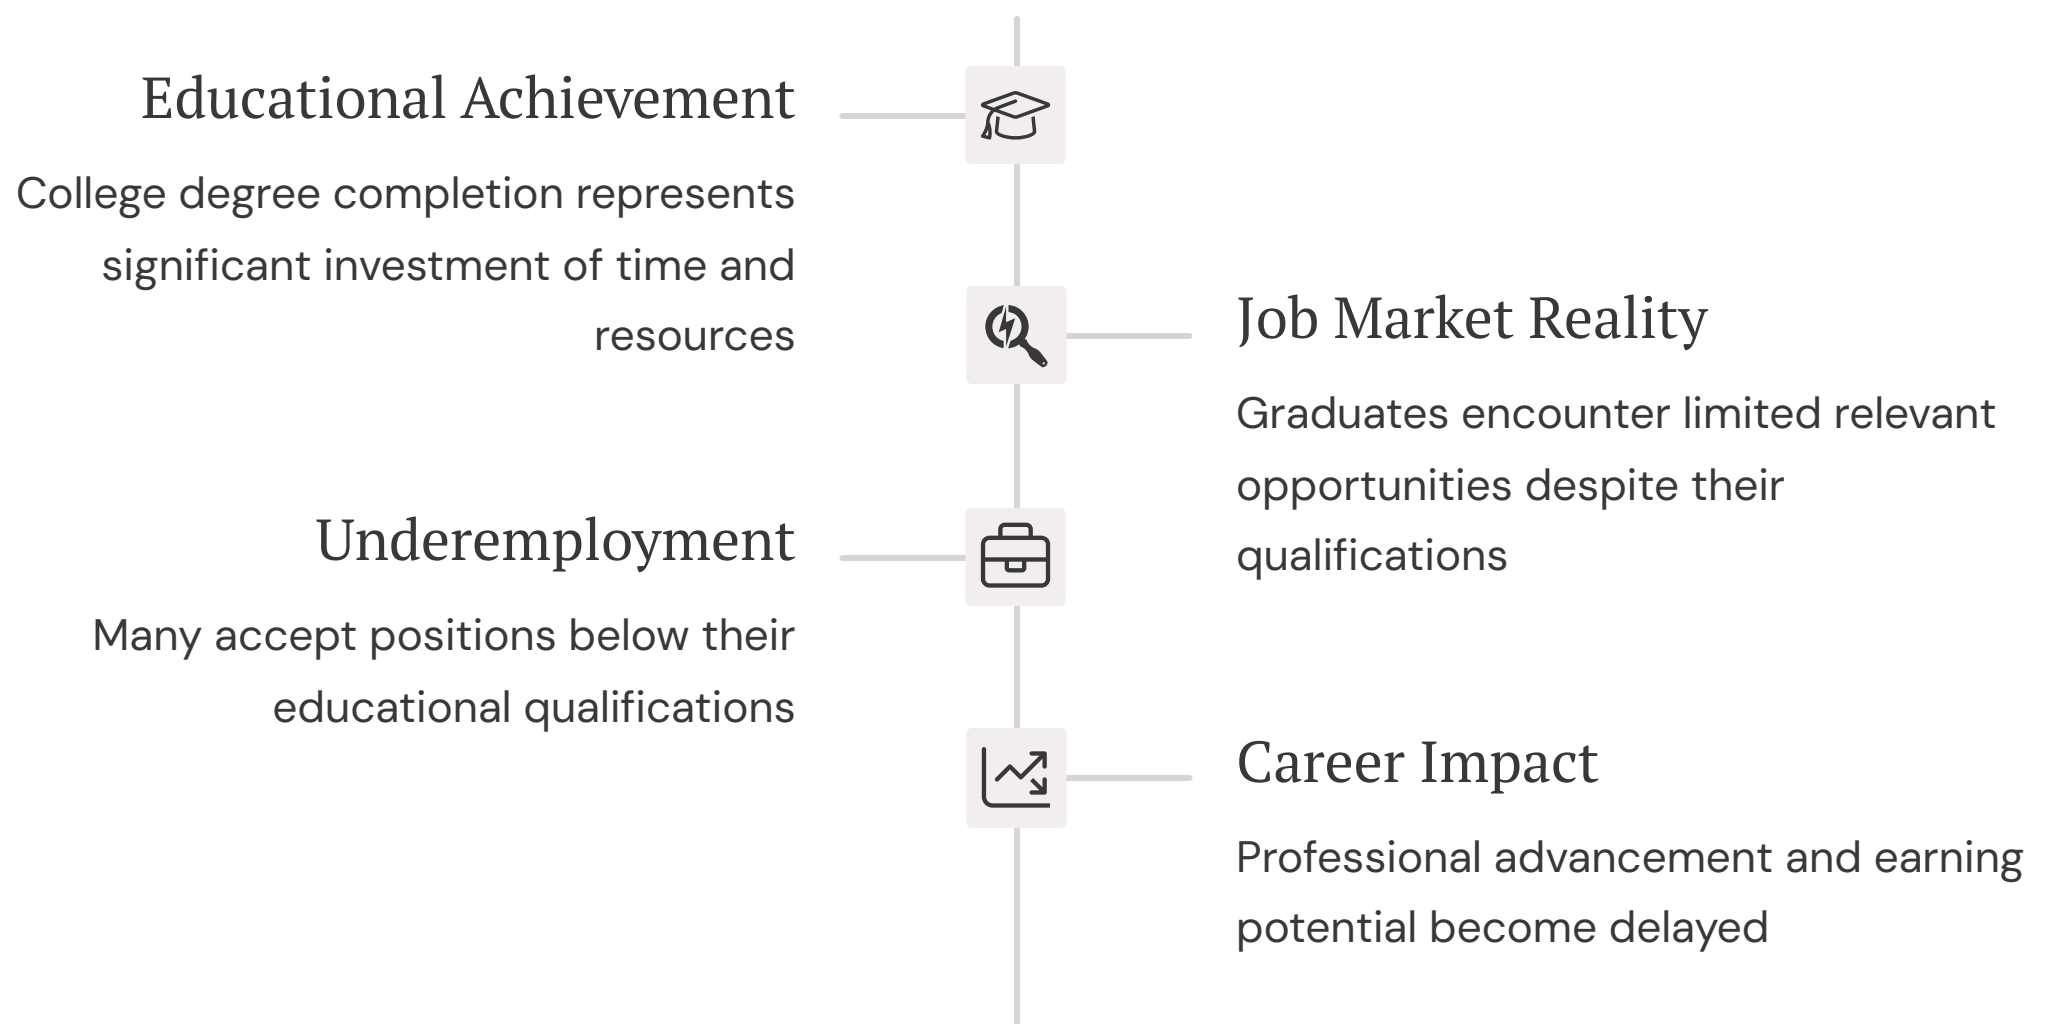 Educational Achievement
College degree completion represents
significant investment of time and
resources
Job Market Reality
Graduates encounter limited relevant
opportunities despite their
qualifications
Underemployment
Many accept positions below their
educational qualifications
Career Impact
Professional advancement and earning
potential become delayed